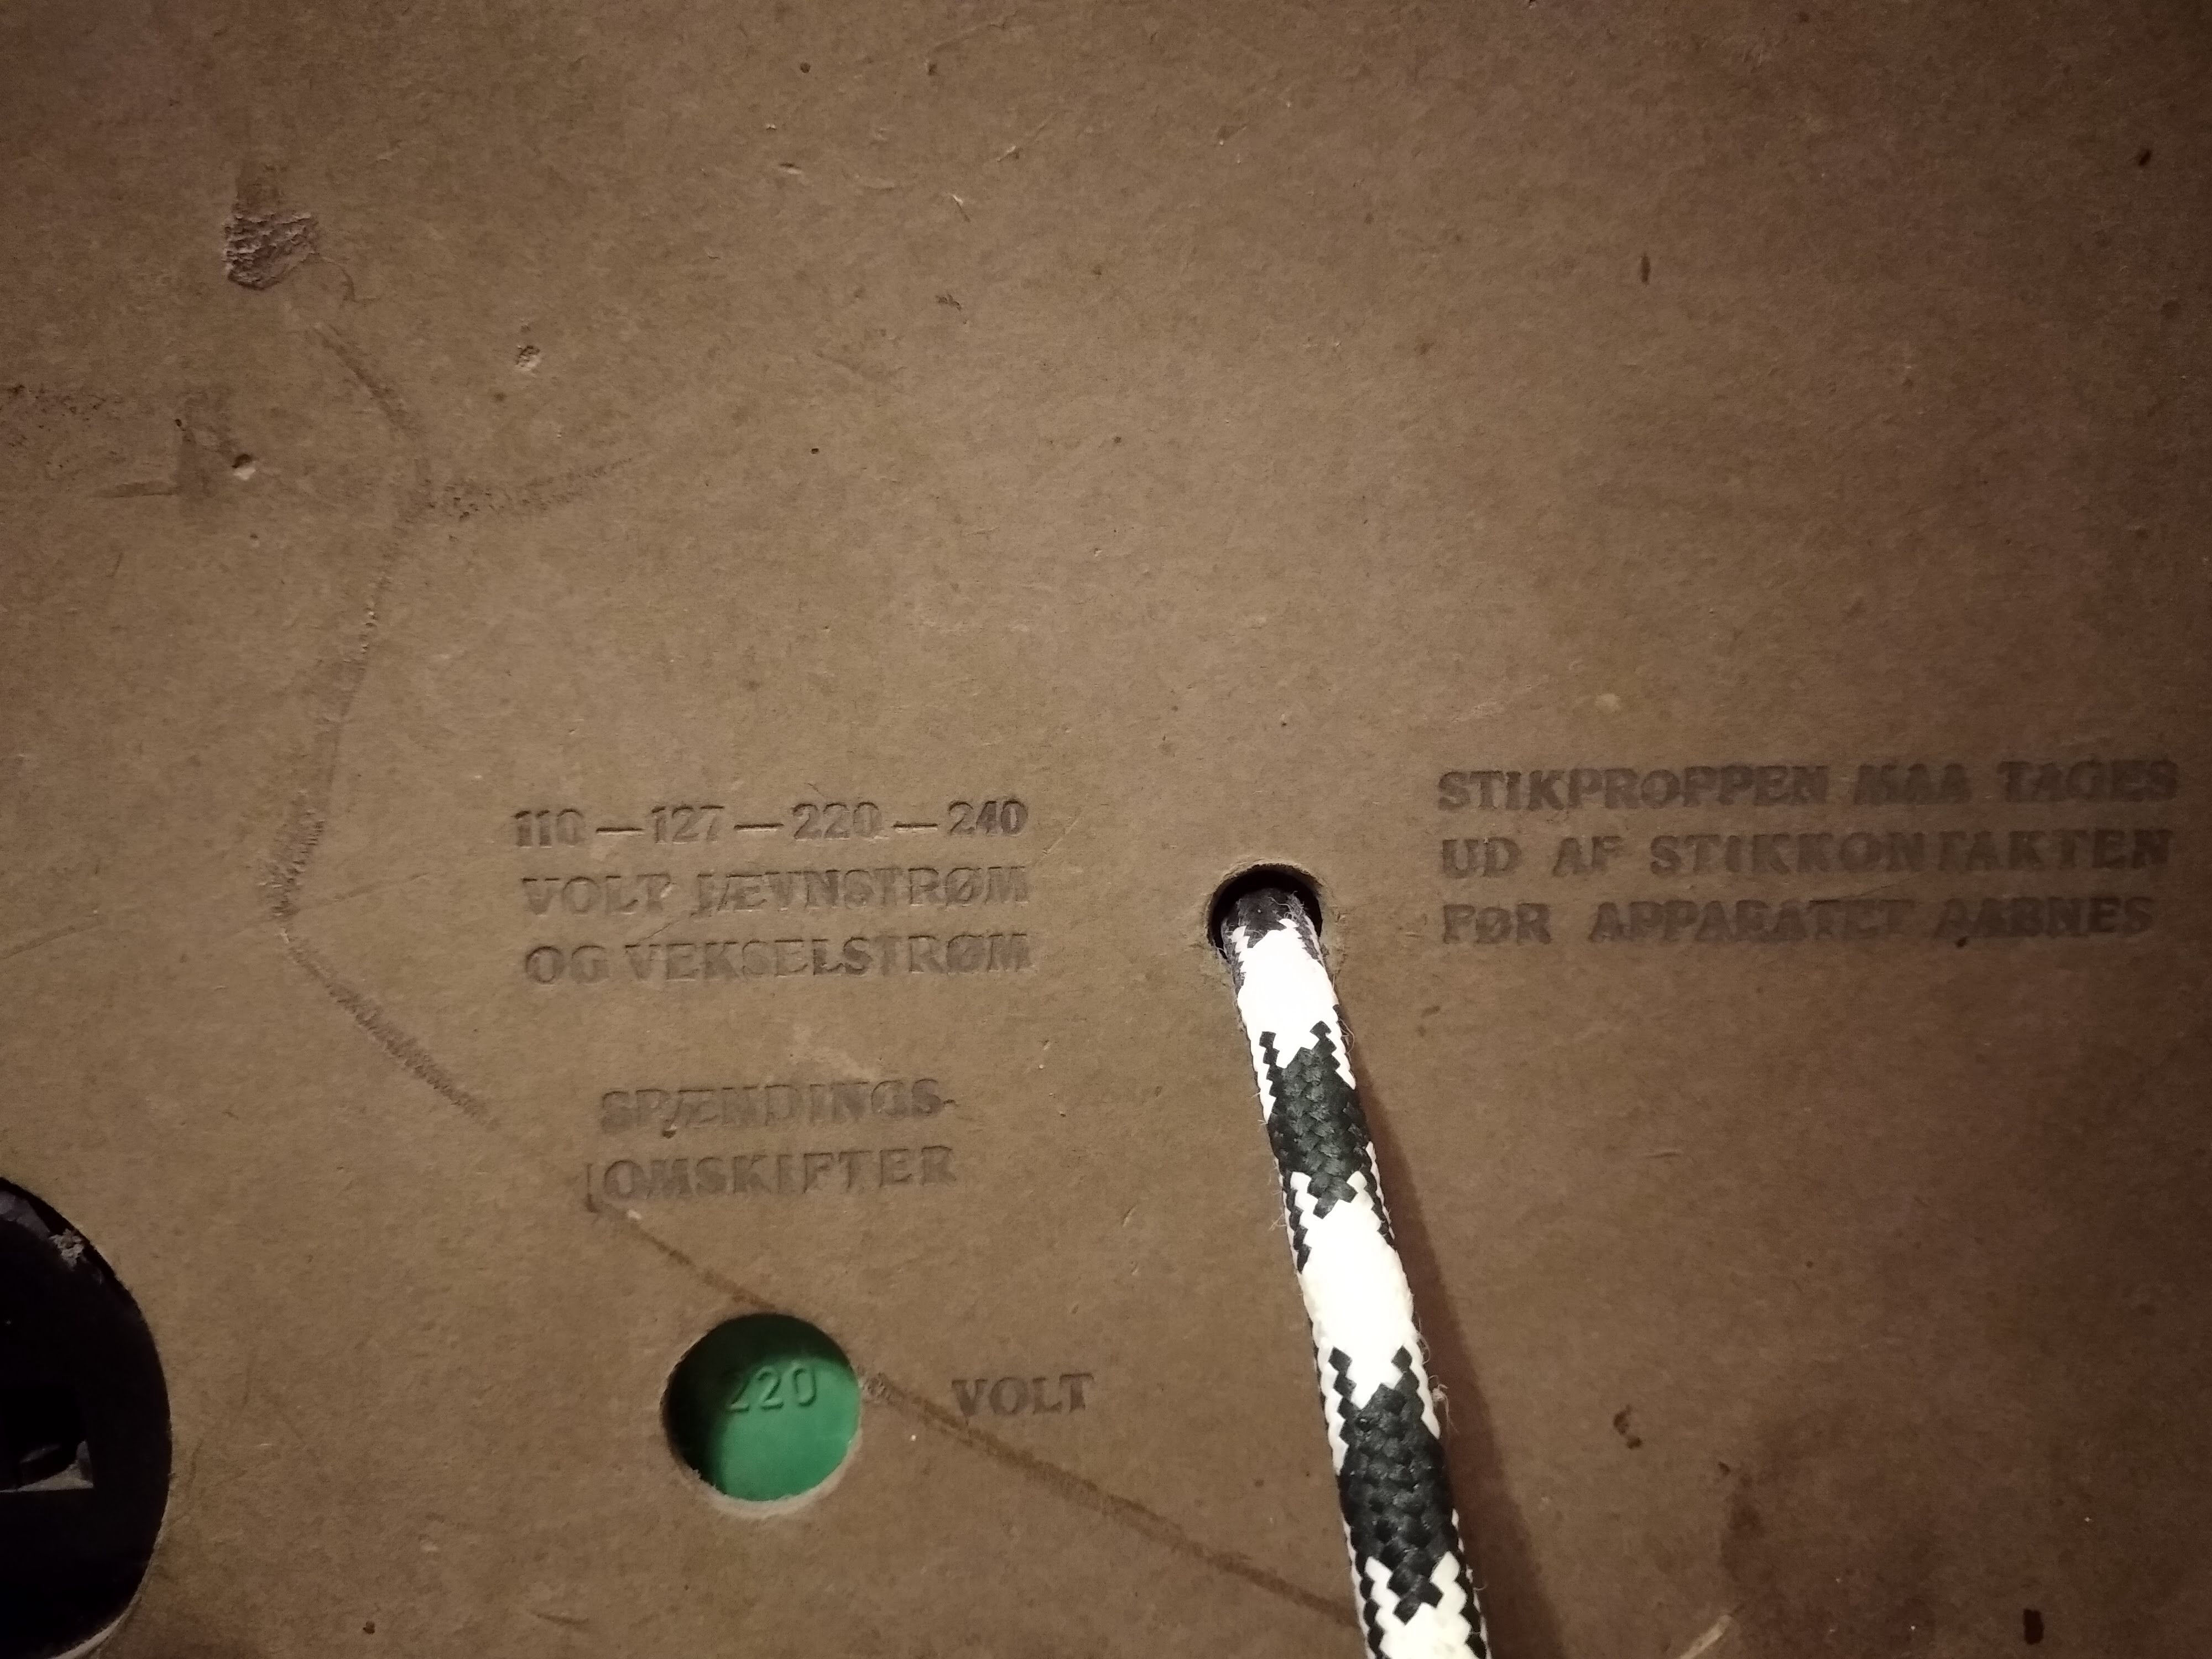 110—127—220—240
VOLT JÆVNSTRØM
OG VEKSELSTRØM
STIKPROPPEN MAA TAGES
UD AF STIKKONTAKTEN
FØR APPARATET AABNES
SPÆNDINGS-
OMSKIFTER
220 VOLT